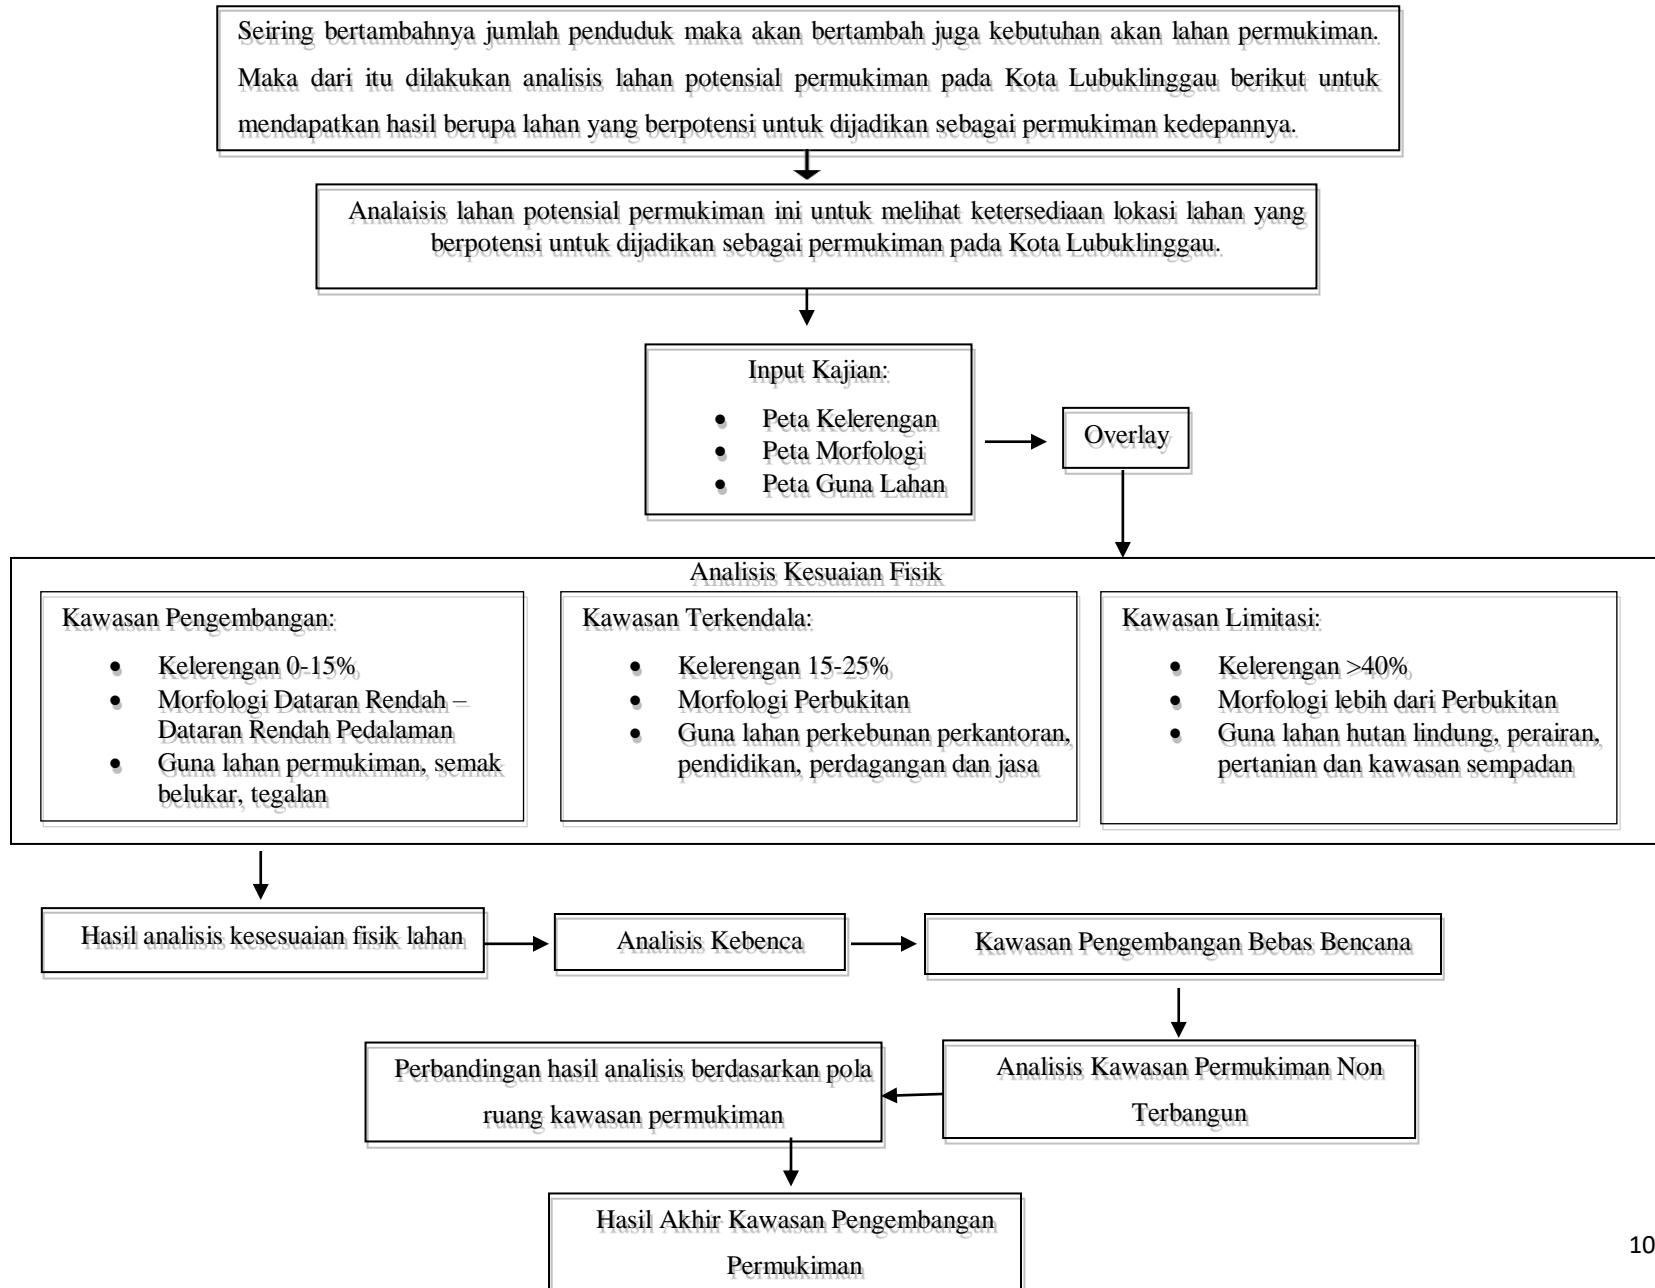 Seiring bertambahnya jumlah penduduk maka akan bertambah juga kebutuhan akan lahan permukiman.
Maka dari itu dilakukan analisis lahan potensial permukiman pada Kota Lubuklinggau berikut untuk
mendapatkan hasil berupa lahan yang berpotensi untuk dijadikan sebagai permukiman kedepannya.
Analaisis lahan potensial permukiman ini untuk melihat ketersediaan lokasi lahan yang
berpotensi untuk dijadikan sebagai permukiman pada Kota Lubuklinggau.
Input Kajian:
• Peta Kelerengan
• Peta Morfologi
• Peta Guna Lahan
Overlay
Analisis Kesuaian Fisik
Kawasan Pengembangan:
• Kelerengan 0-15%
• Morfologi Dataran Rendah –
Dataran Rendah Pedalaman
• Guna lahan permukiman, semak
belukar, tegalan
Kawasan Terkendala:
• Kelerengan 15-25%
• Morfologi Perbukitan
• Guna lahan perkebunan perkantoran,
pendidikan, perdagangan dan jasa
Kawasan Limitasi:
• Kelerengan >40%
• Morfologi lebih dari Perbukitan
• Guna lahan hutan lindung, perairan,
pertanian dan kawasan sempadan
Hasil analisis kesesuaian fisik lahan
Analisis Kebenca
Kawasan Pengembangan Bebas Bencana
Analisis Kawasan Permukiman Non
Terbangun
Perbandingan hasil analisis berdasarkan pola
ruang kawasan permukiman
Hasil Akhir Kawasan Pengembangan
Permukiman
10